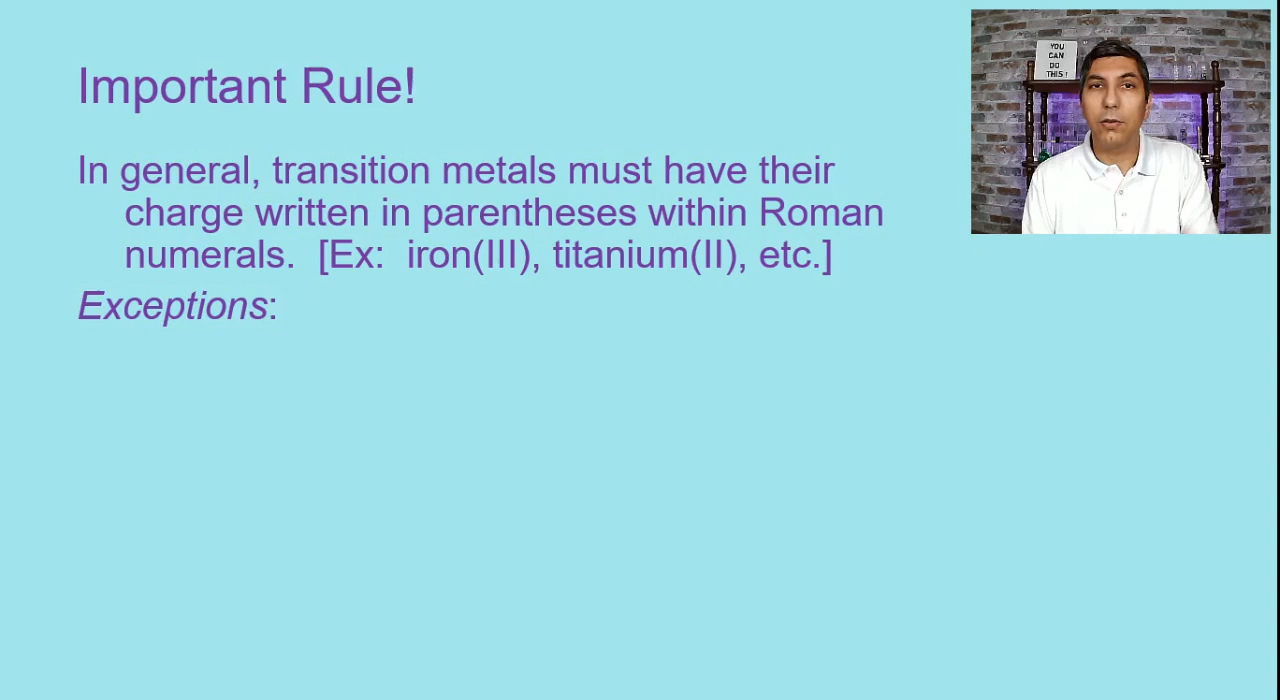 Important Rule!
In general, transition metals must have their
charge written in parentheses within Roman
numerals.  [Ex:  iron(III), titanium(II), etc.]
Exceptions:
YOU
CAN
DO
THIS!